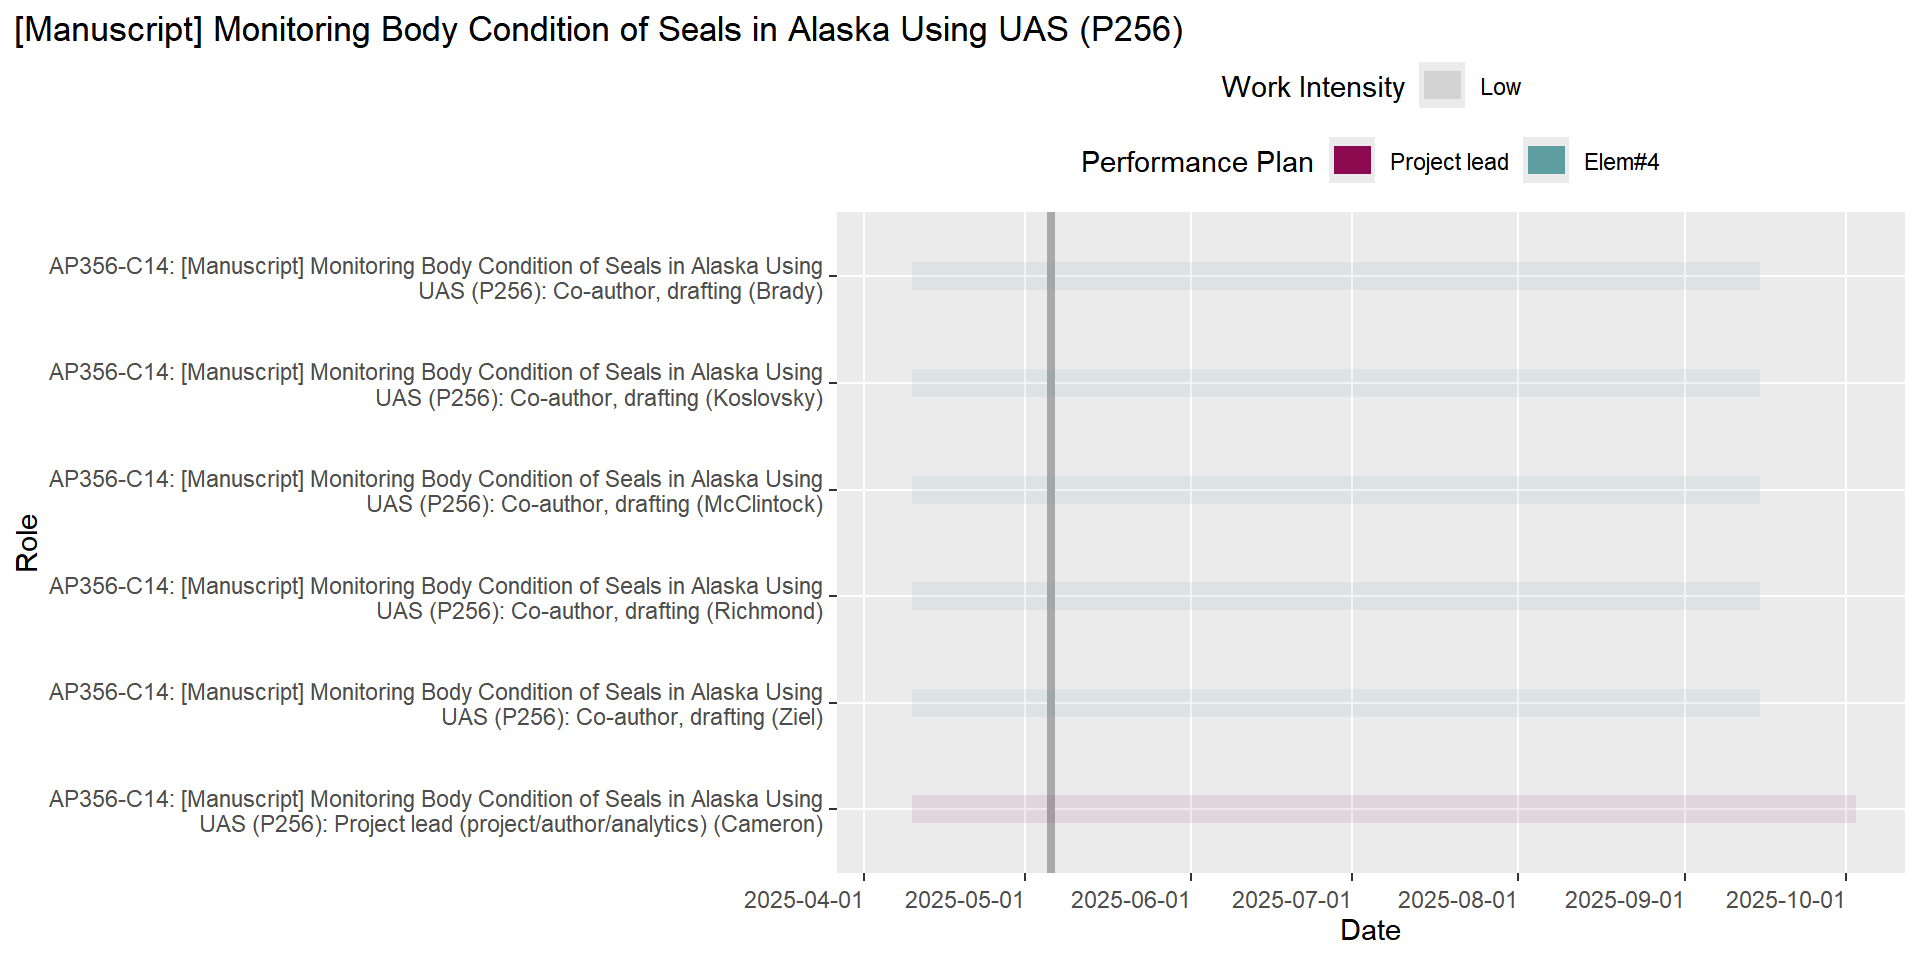 [Manuscript] Monitoring Body Condition of Seals in Alaska Using UAS (P256)
Work Intensity Low
Performance Plan Project lead Elem#4
AP356-C14: [Manuscript] Monitoring Body Condition of Seals in Alaska Using
UAS (P256): Co-author, drafting (Brady)
AP356-C14: [Manuscript] Monitoring Body Condition of Seals in Alaska Using
UAS (P256): Co-author, drafting (Koslovsky)
AP356-C14: [Manuscript] Monitoring Body Condition of Seals in Alaska Using
UAS (P256): Co-author, drafting (McClintock)
AP356-C14: [Manuscript] Monitoring Body Condition of Seals in Alaska Using
UAS (P256): Co-author, drafting (Richmond)
AP356-C14: [Manuscript] Monitoring Body Condition of Seals in Alaska Using
UAS (P256): Co-author, drafting (Ziel)
AP356-C14: [Manuscript] Monitoring Body Condition of Seals in Alaska Using
UAS (P256): Project lead (project/author/analytics) (Cameron)
Role
2025-04-01 2025-05-01 2025-06-01 2025-07-01 2025-08-01 2025-09-01 2025-10-01
Date